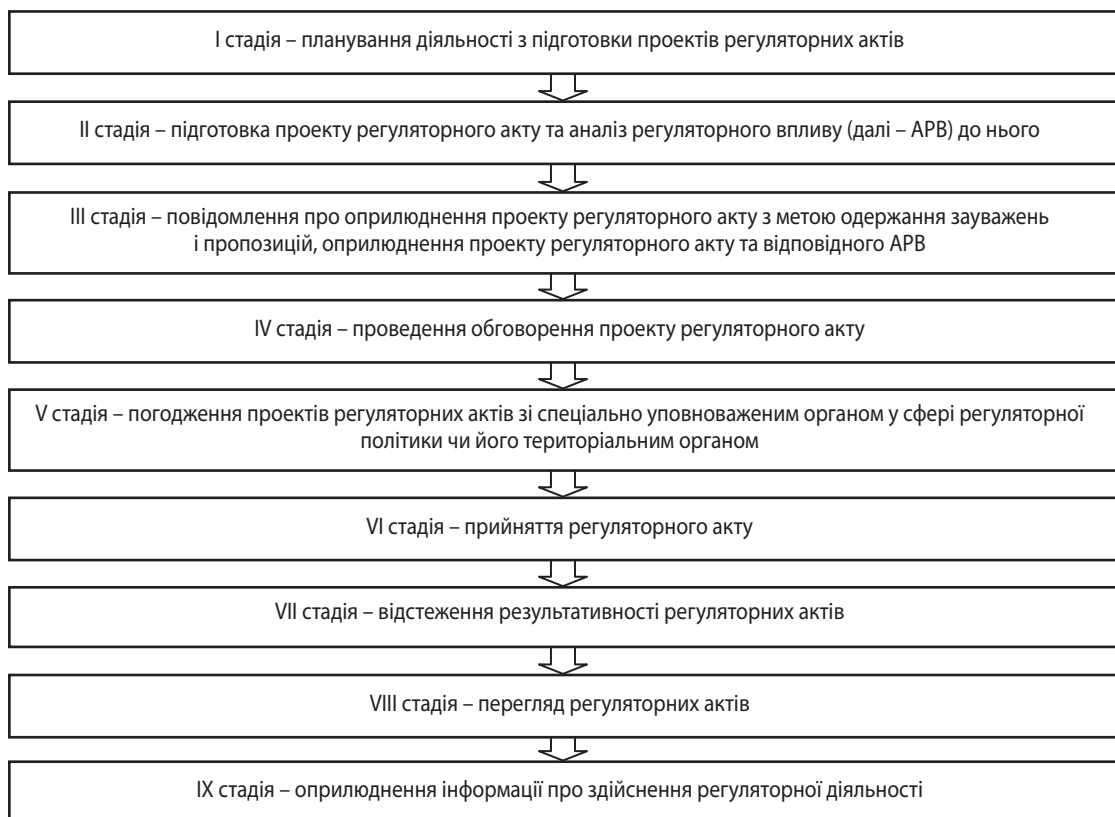 І стадія – планування діяльності з підготовки проектів регуляторних актів
ІІ стадія – підготовка проекту регуляторного акту та аналіз регуляторного впливу (далі – АРВ) до нього
ІІІ стадія – повідомлення про оприлюднення проекту регуляторного акту з метою одержання зауважень
і пропозицій, оприлюднення проекту регуляторного акту та відповідного АРВ
IV стадія – проведення обговорення проекту регуляторного акту
V стадія – погодження проектів регуляторних актів зі спеціально уповноваженим органом у сфері регуляторної
політики чи його територіальним органом
VI стадія – прийняття регуляторного акту
VII стадія – відстеження результативності регуляторних актів
VIII стадія – перегляд регуляторних актів
IX стадія – оприлюднення інформації про здійснення регуляторної діяльності